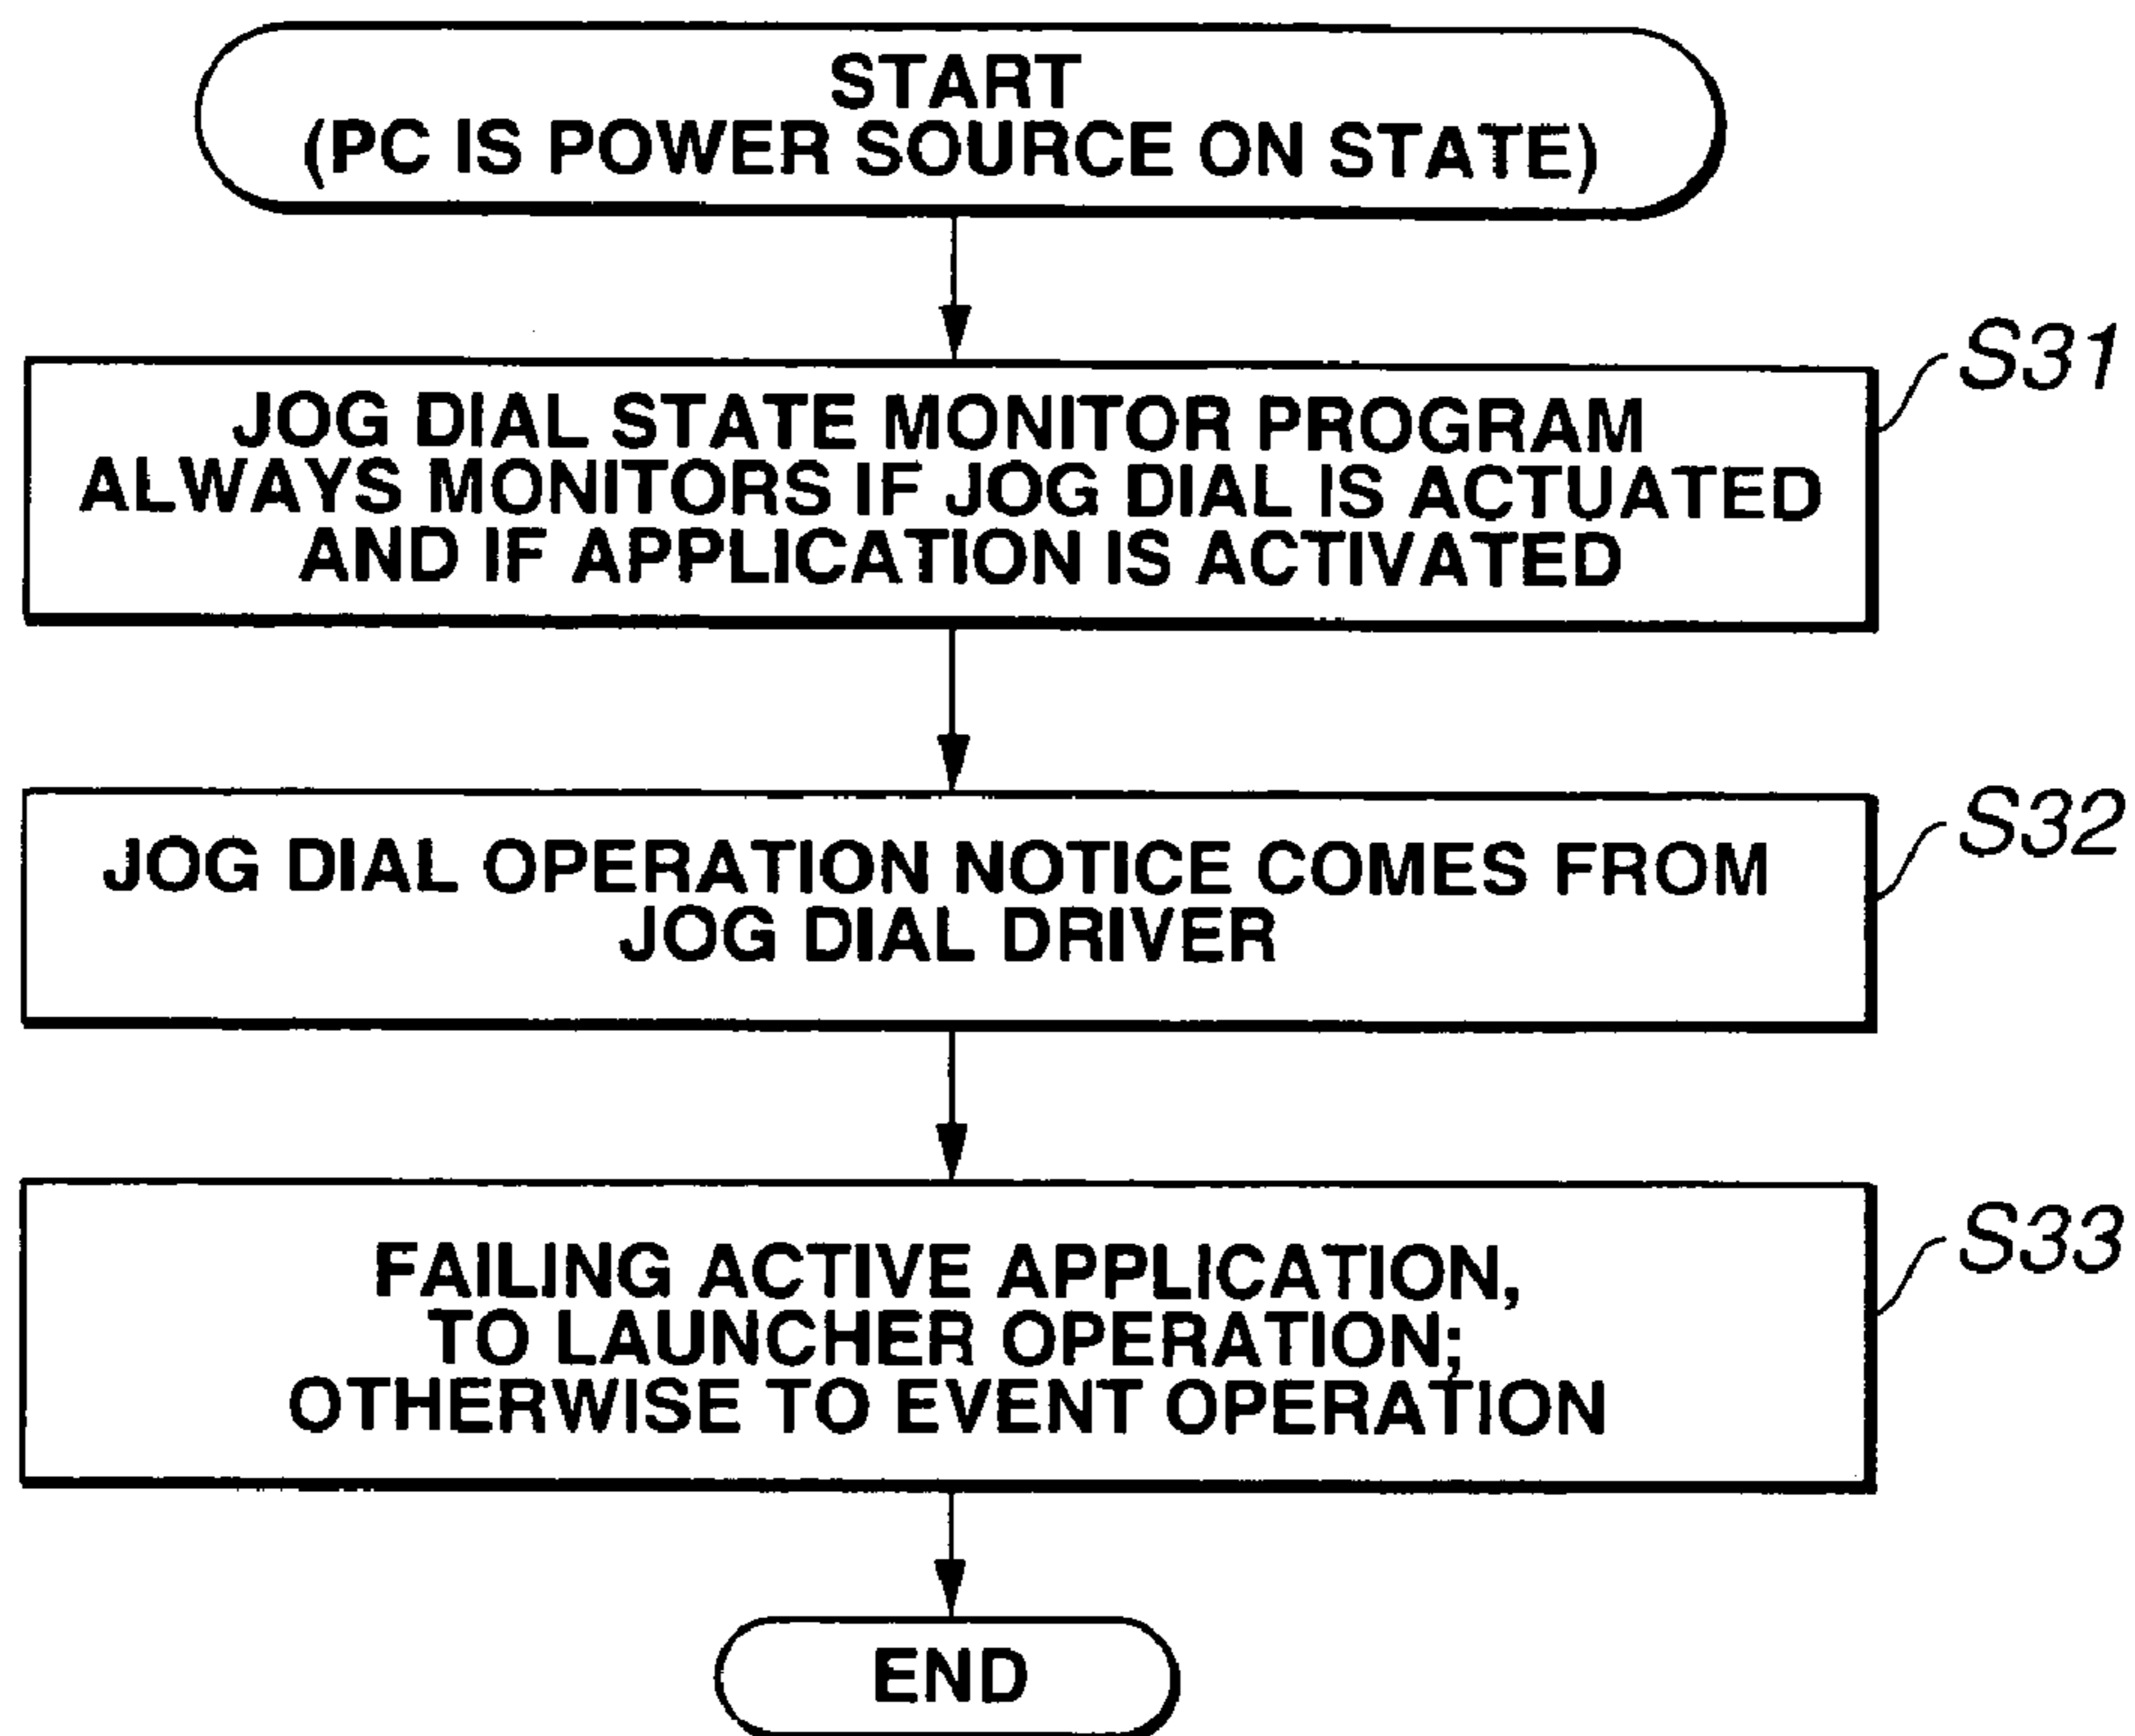 START
(PC IS POWER SOURCE ON STATE)
S31
JOG DIAL STATE MONITOR PROGRAM
ALWAYS MONITORS IF JOG DIAL IS ACTUATED
AND IF APPLICATION IS ACTIVATED
S32
JOG DIAL OPERATION NOTICE COMES FROM
JOG DIAL DRIVER
S33
FAILING ACTIVE APPLICATION,
TO LAUNCHER OPERATION;
OTHERWISE TO EVENT OPERATION
END